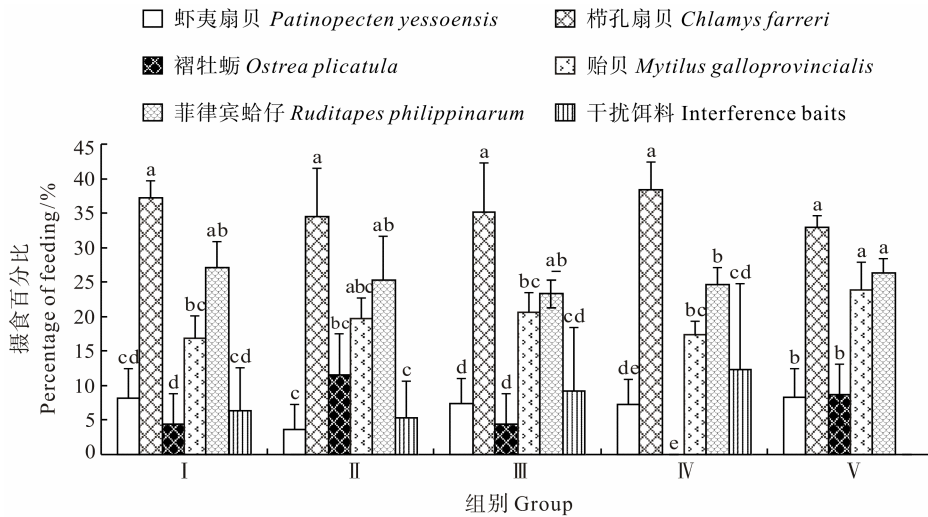 虾夷扇贝 Patinopecten yessoensis
栉孔扇贝 Chlamys farreri
褶牡蛎 Ostrea plicatula
贻贝 Mytilus galloprovincialis
菲律宾蛤仔 Ruditapes philippinarum
干扰饵料 Interference baits
摄食百分比
Percentage of feeding/%
45
40
35
30
25
20
15
10
5
0
cd a d bc ab cd
c a bc abc ab c
cd a d bc ab cd
de a e bc b cd
b a b a a
Ⅰ Ⅱ Ⅲ Ⅳ Ⅴ
组别 Group